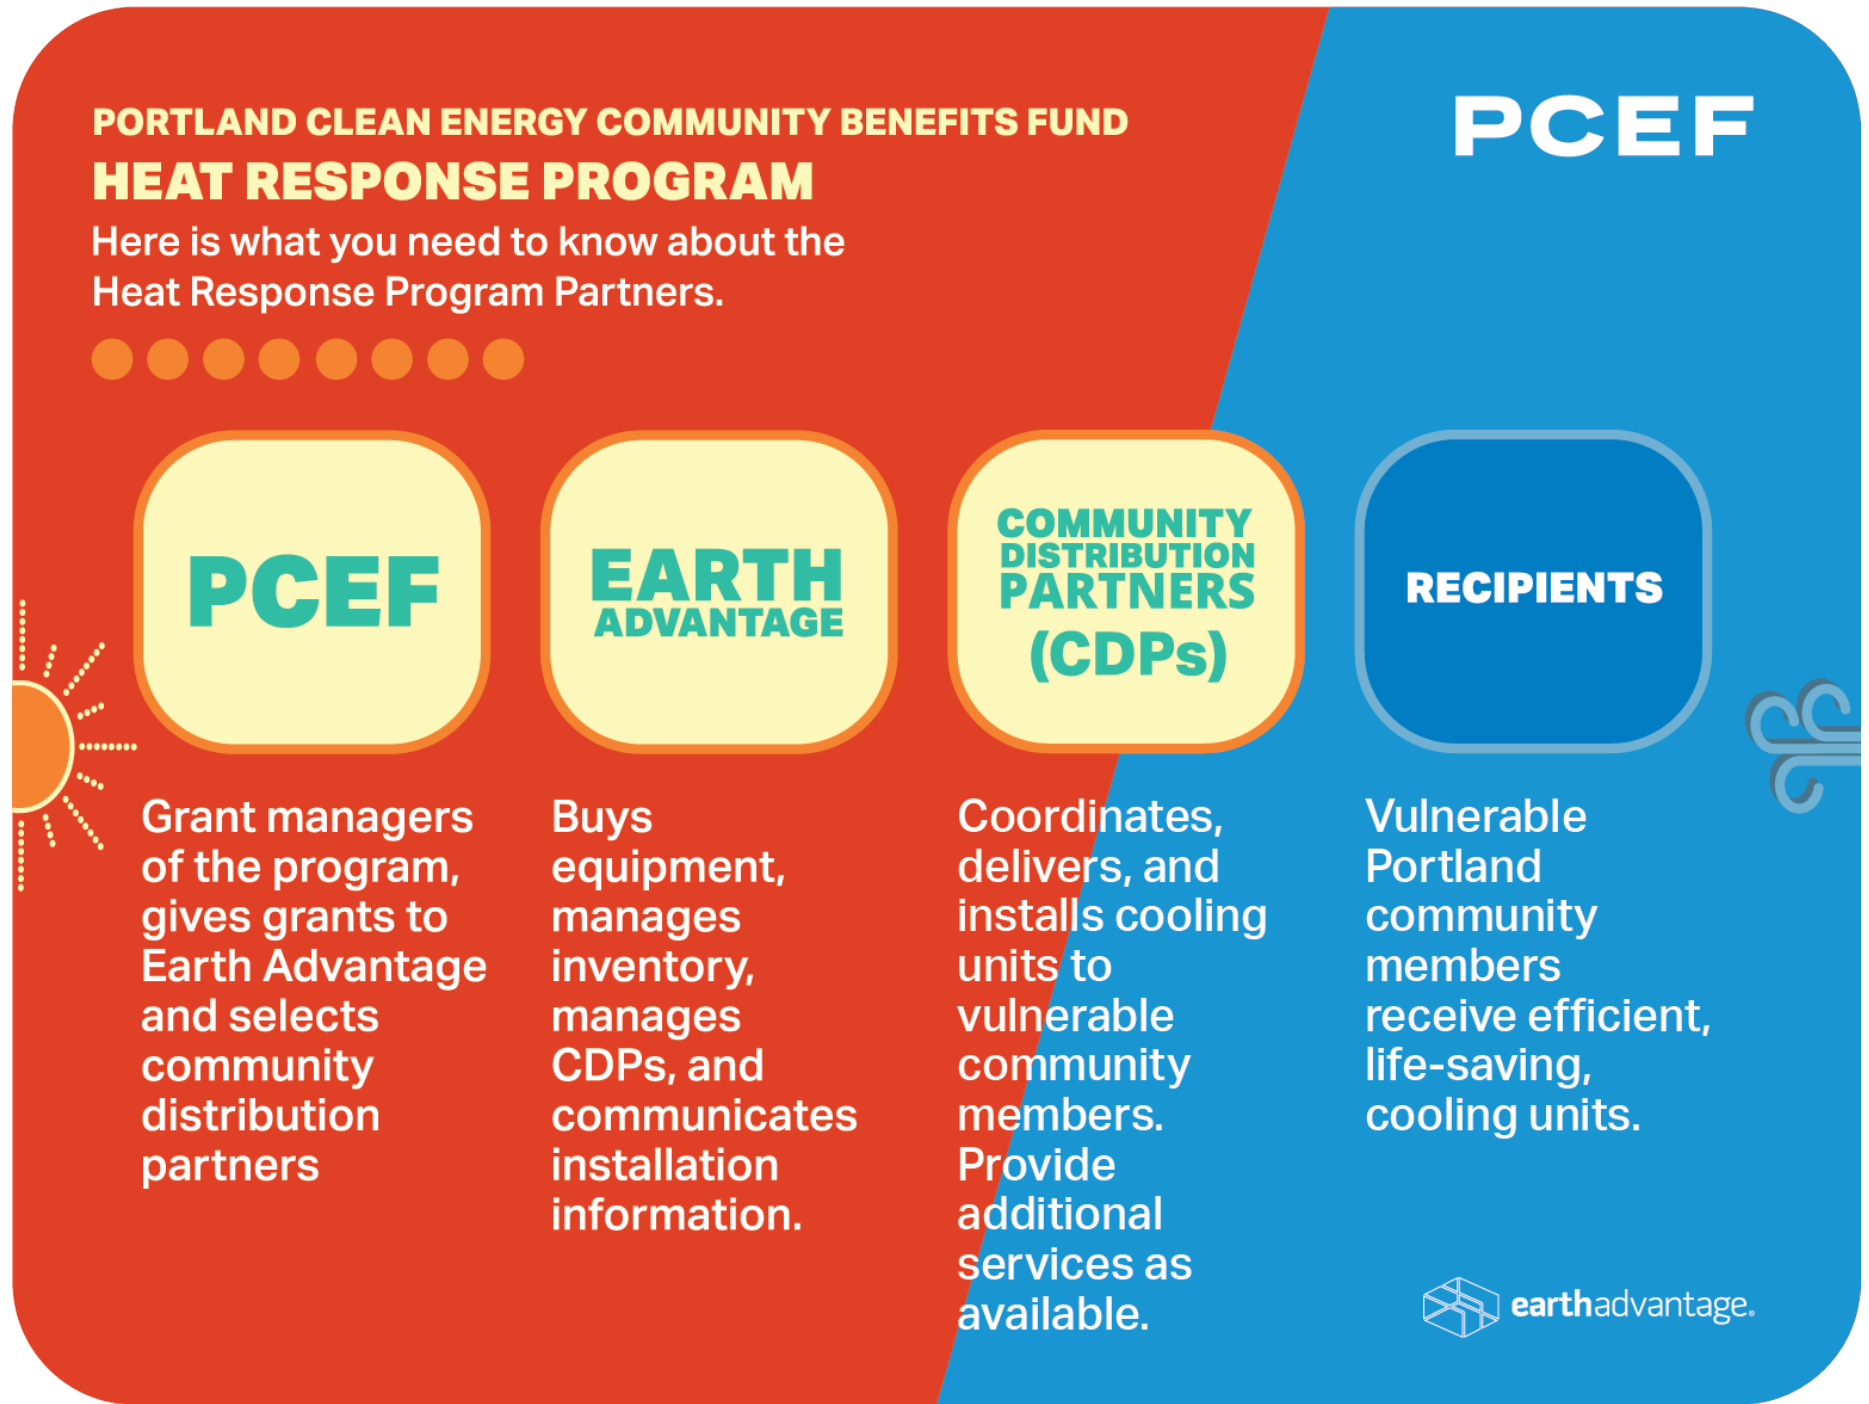 PORTLAND CLEAN ENERGY COMMUNITY BENEFITS FUND
HEAT RESPONSE PROGRAM
Here is what you need to know about the
Heat Response Program Partners.
PCEF
PCEF
Grant managers
of the program,
gives grants to
Earth Advantage
and selects
community
distribution
partners
EARTH
ADVANTAGE
Buys
equipment,
manages
inventory,
manages
CDPs, and
communicates
installation
information.
COMMUNITY
DISTRIBUTION
PARTNERS
(CDPs)
Coordinates,
delivers, and
installs cooling
units to
vulnerable
community
members.
Provide
additional
services as
available.
RECIPIENTS
Vulnerable
Portland
community
members
receive efficient,
life-saving,
cooling units.
earthadvantage®